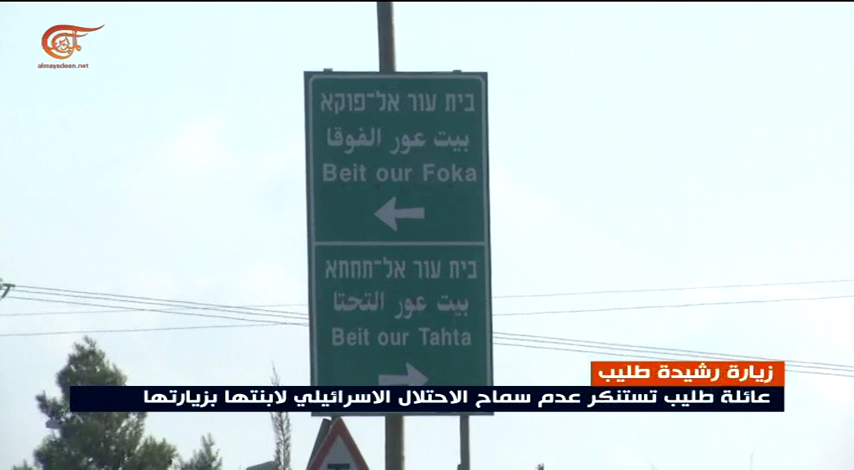 almayadeen.net
בית עור אל-פוקא
بيت عور الفوقا
Beit our Foka
בית עור אל-תחתא
بيت عور التحتا
Beit our Tahta
زيارة رشيدة طليب
عائلة طليب تستنكر عدم سماح الاحتلال الاسرائيلي لابنتها بزيارتها